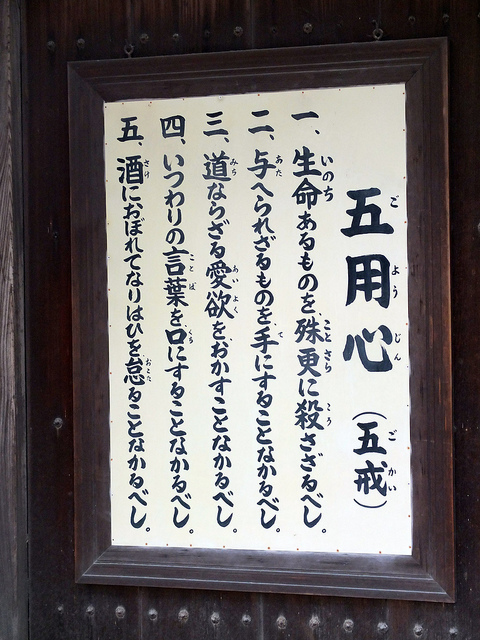 五用心(五戒)
一、生命あるものを殊更に殺さざるべし。
二、与へられざるものを手にすることなかるべし。
三、道ならざる愛欲をおかすことなかるべし。
四、いつわりの言葉を口にすることなかるべし。
五、酒におぼれてなりはひを怠ることなかるべし。